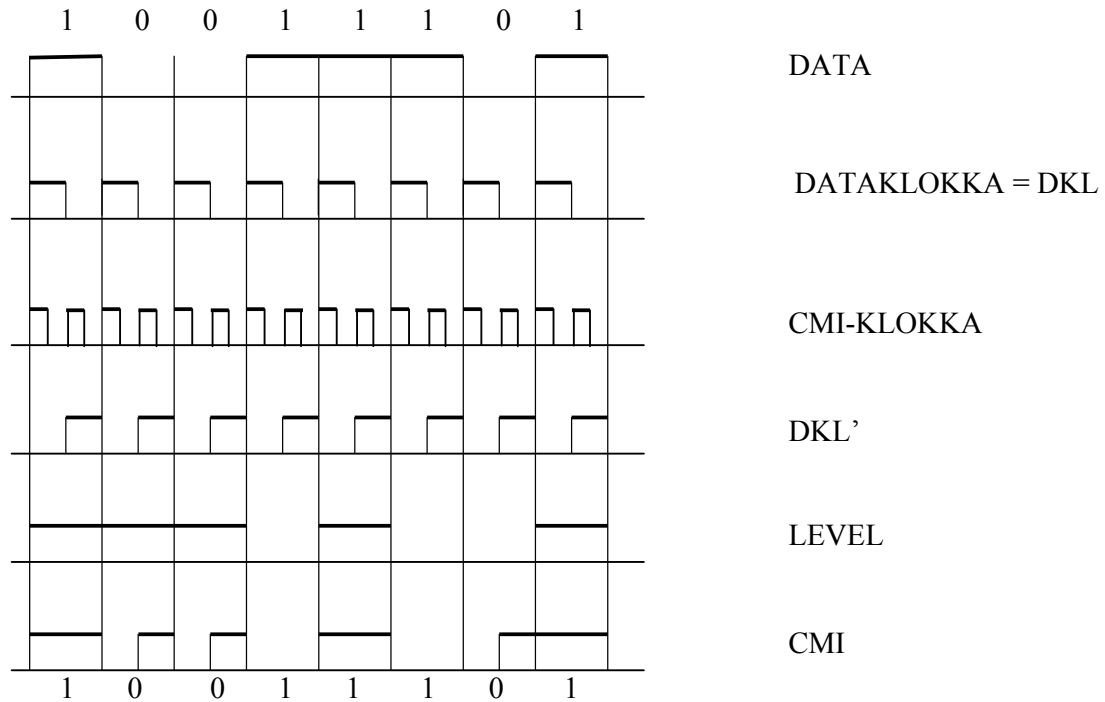 1 0 0 1 1 1 0 1
DATA
DATAKLOKKA = DKL
CMI-KLOKKA
DKL’
LEVEL
CMI
1 0 0 1 1 1 0 1